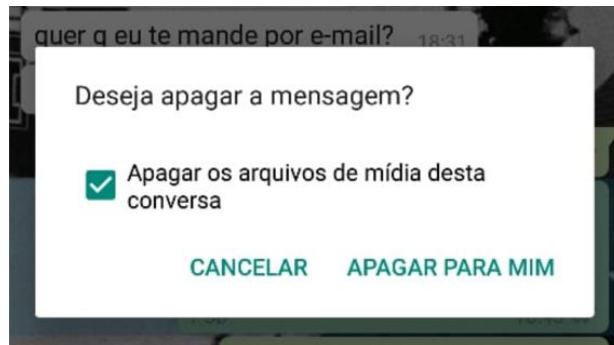 quer q eu te mande por e-mail? 18:31
Deseja apagar a mensagem?
Apagar os arquivos de mídia desta
conversa
CANCELAR APAGAR PARA MIM